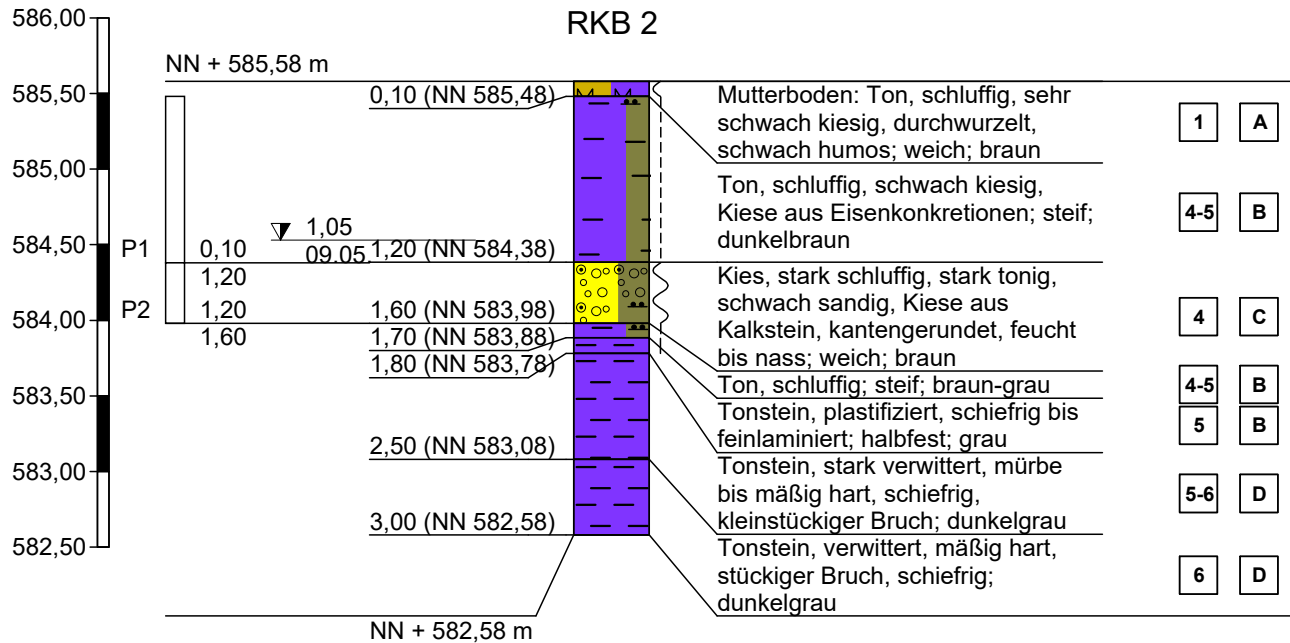 RKB 2
586,00
585,50
585,00
584,50
584,00
583,50
583,00
582,50
NN + 585,58 m
P1
0,10
1,20
P2
1,20
1,60
1,05
09.05
0,10 (NN 585,48)
1,20 (NN 584,38)
1,60 (NN 583,98)
1,70 (NN 583,88)
1,80 (NN 583,78)
2,50 (NN 583,08)
3,00 (NN 582,58)
NN + 582,58 m
Mutterboden: Ton, schluffig, sehr
schwach kiesig, durchwurzelt,
schwach humos; weich; braun
1 A
Ton, schluffig, schwach kiesig,
Kiese aus Eisenkonkretionen; steif;
dunkelbraun
4-5 B
Kies, stark schluffig, stark tonig,
schwach sandig, Kiese aus
Kalkstein, kantengerundet, feucht
bis nass; weich; braun
4 C
Ton, schluffig; steif; braun-grau
4-5 B
Tonstein, plastifiziert, schiefrig bis
feinlaminiert; halbfest; grau
5 B
Tonstein, stark verwittert, mürbe
bis mäßig hart, schiefrig,
kleinstückiger Bruch; dunkelgrau
5-6 D
Tonstein, verwittert, mäßig hart,
stückiger Bruch, schiefrig;
dunkelgrau
6 D